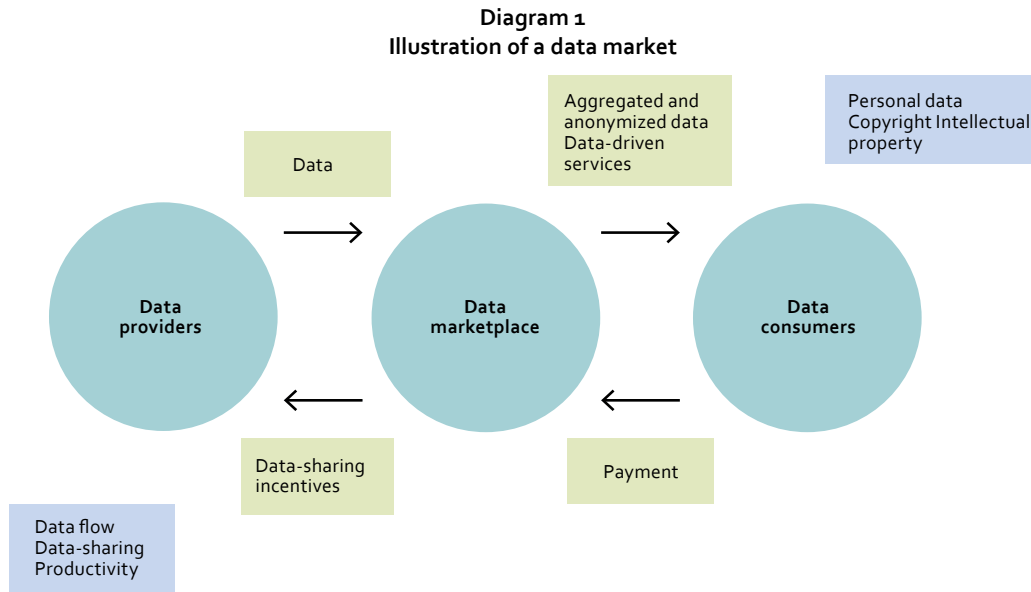 Diagram 1
Illustration of a data market
Aggregated and
anonymized data
Data-driven
services
Personal data
Copyright Intellectual
property
Data
Data
providers
Data
marketplace
Data
consumers
Data-sharing
incentives
Payment
Data flow
Data-sharing
Productivity